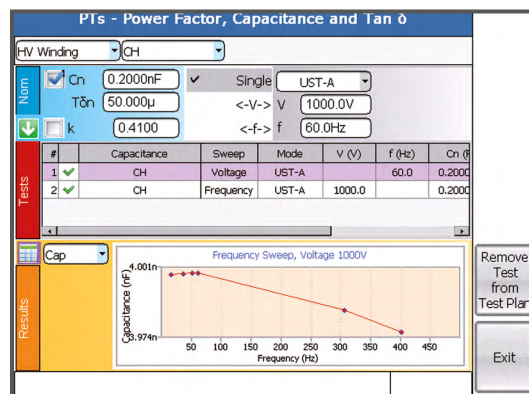 PTs - Power Factor, Capacitance and Tan δ
HV Winding CH
Nom
Cn 0.2000nF Single UST-A
Tδn 50.000µ <-V-> V 1000.0V
k 0.4100 <-f-> f 60.0Hz
Tests
# Capacitance Sweep Mode V (V) f (Hz) Cn (F
1 CH Voltage UST-A 60.0 0.2000
2 CH Frequency UST-A 1000.0 0.2000
Results
Cap
Frequency Sweep, Voltage 1000V
4.001n
Capacitance (nF)
3.974n
50 100 150 200 250 300 350 400 450
Frequency (Hz)
Remove
Test
from
Test Plan
Exit